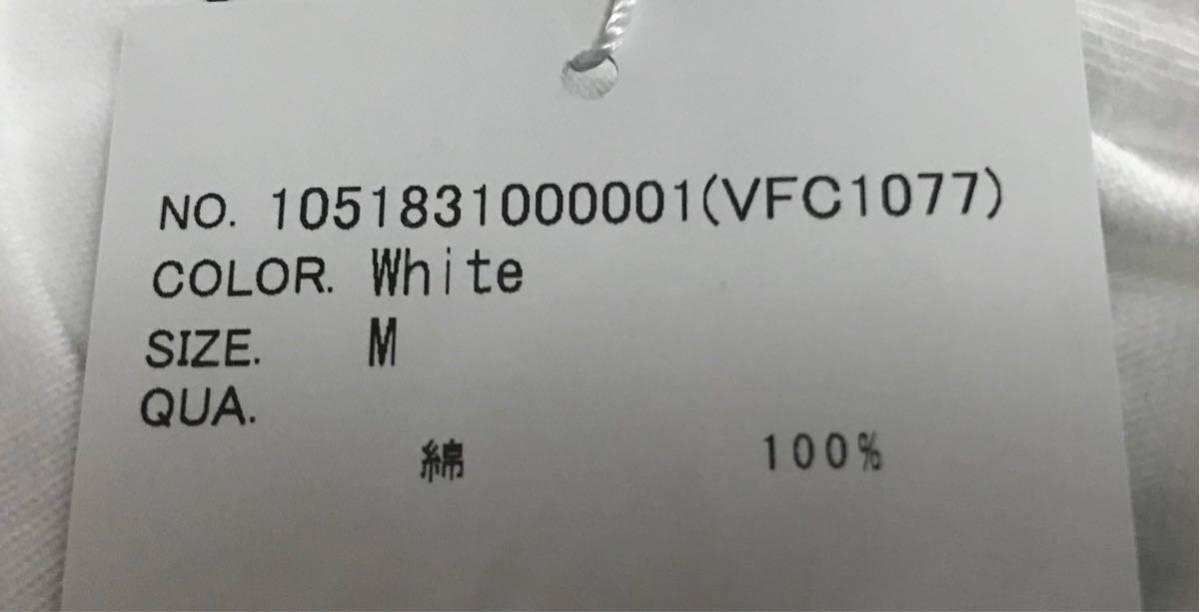 NO. 1051831000001(VFC1077)
COLOR. White
SIZE. M
QUA.
綿 100%